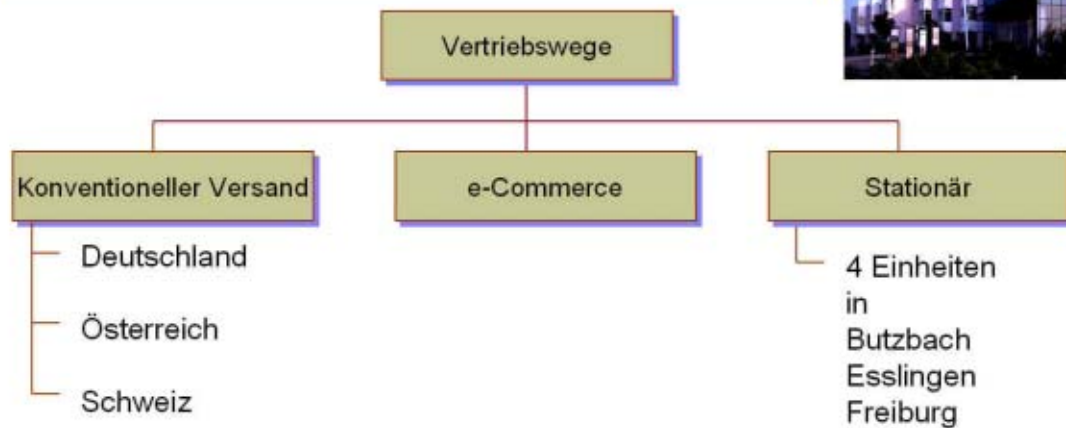 Vertriebswege
Konventioneller Versand
e-Commerce
Stationär
Deutschland
Österreich
Schweiz
4 Einheiten
in
Butzbach
Esslingen
Freiburg